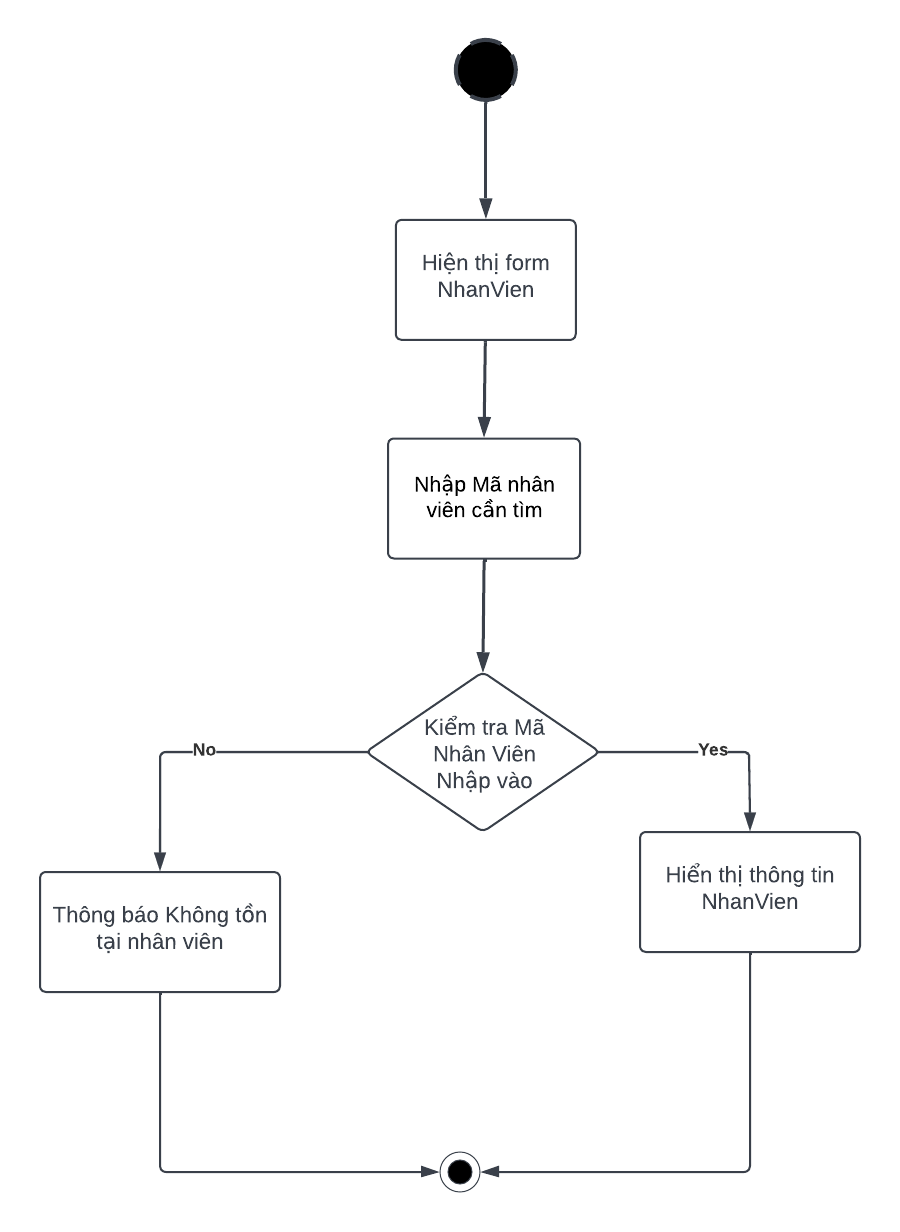 Hiện thị form
NhanVien
Nhập Mã nhân
viên cần tìm
Kiểm tra Mã
Nhân Viên
Nhập vào
No
Yes
Thông báo Không tồn
tại nhân viên
Hiển thị thông tin
NhanVien